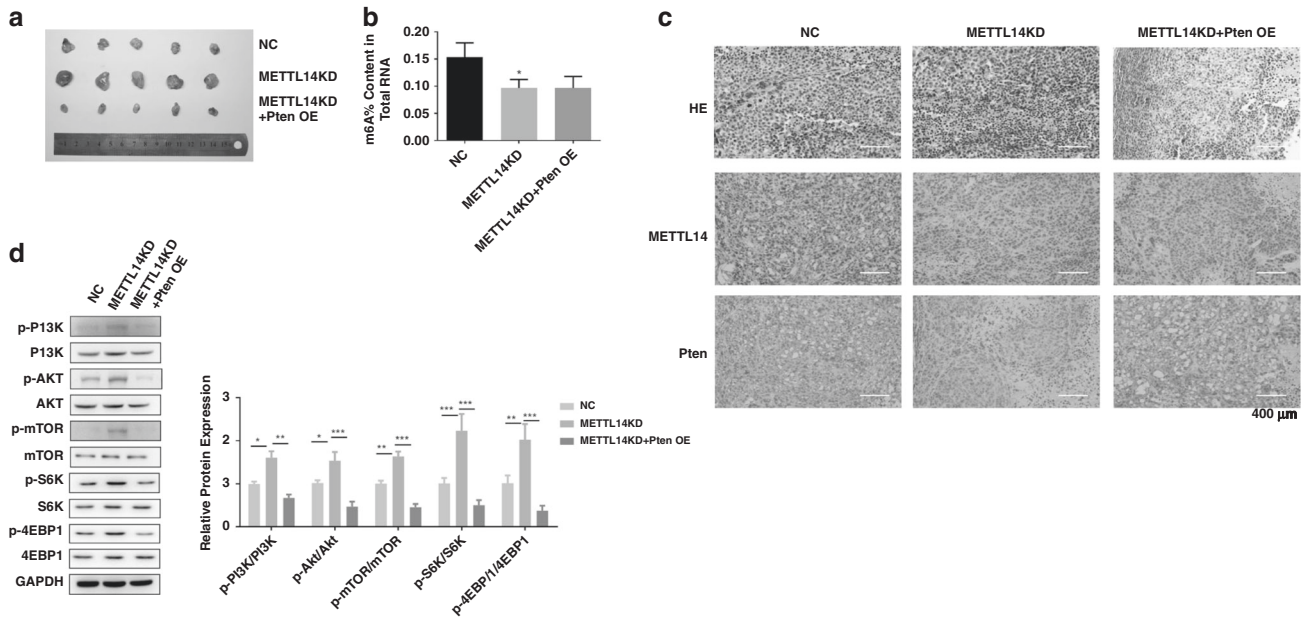 a
NC
METTL14KD
METTL14KD
+Pten OE
b
m6A% Content in
Total RNA
0.20
0.15
0.10
0.05
0.00
*
NC
METTL14KD
METTL14KD+Pten OE
c
NC
METTL14KD
METTL14KD+Pten OE
HE
METTL14
Pten
400 μm
d
NC
METTL14KD
METTL14KD
+Pten OE
p-P13K
P13K
p-AKT
AKT
p-mTOR
mTOR
p-S6K
S6K
p-4EBP1
4EBP1
GAPDH
Relative Protein Expression
3
2
3
0
* **
* ***
** ***
*** ***
** ***
NC
METTL14KD
METTL14KD+Pten OE
p-PI3K/PI3K
p-Akt/Akt
p-mTOR/mTOR
p-S6K/S6K
p-4EBP/1/4EBP1